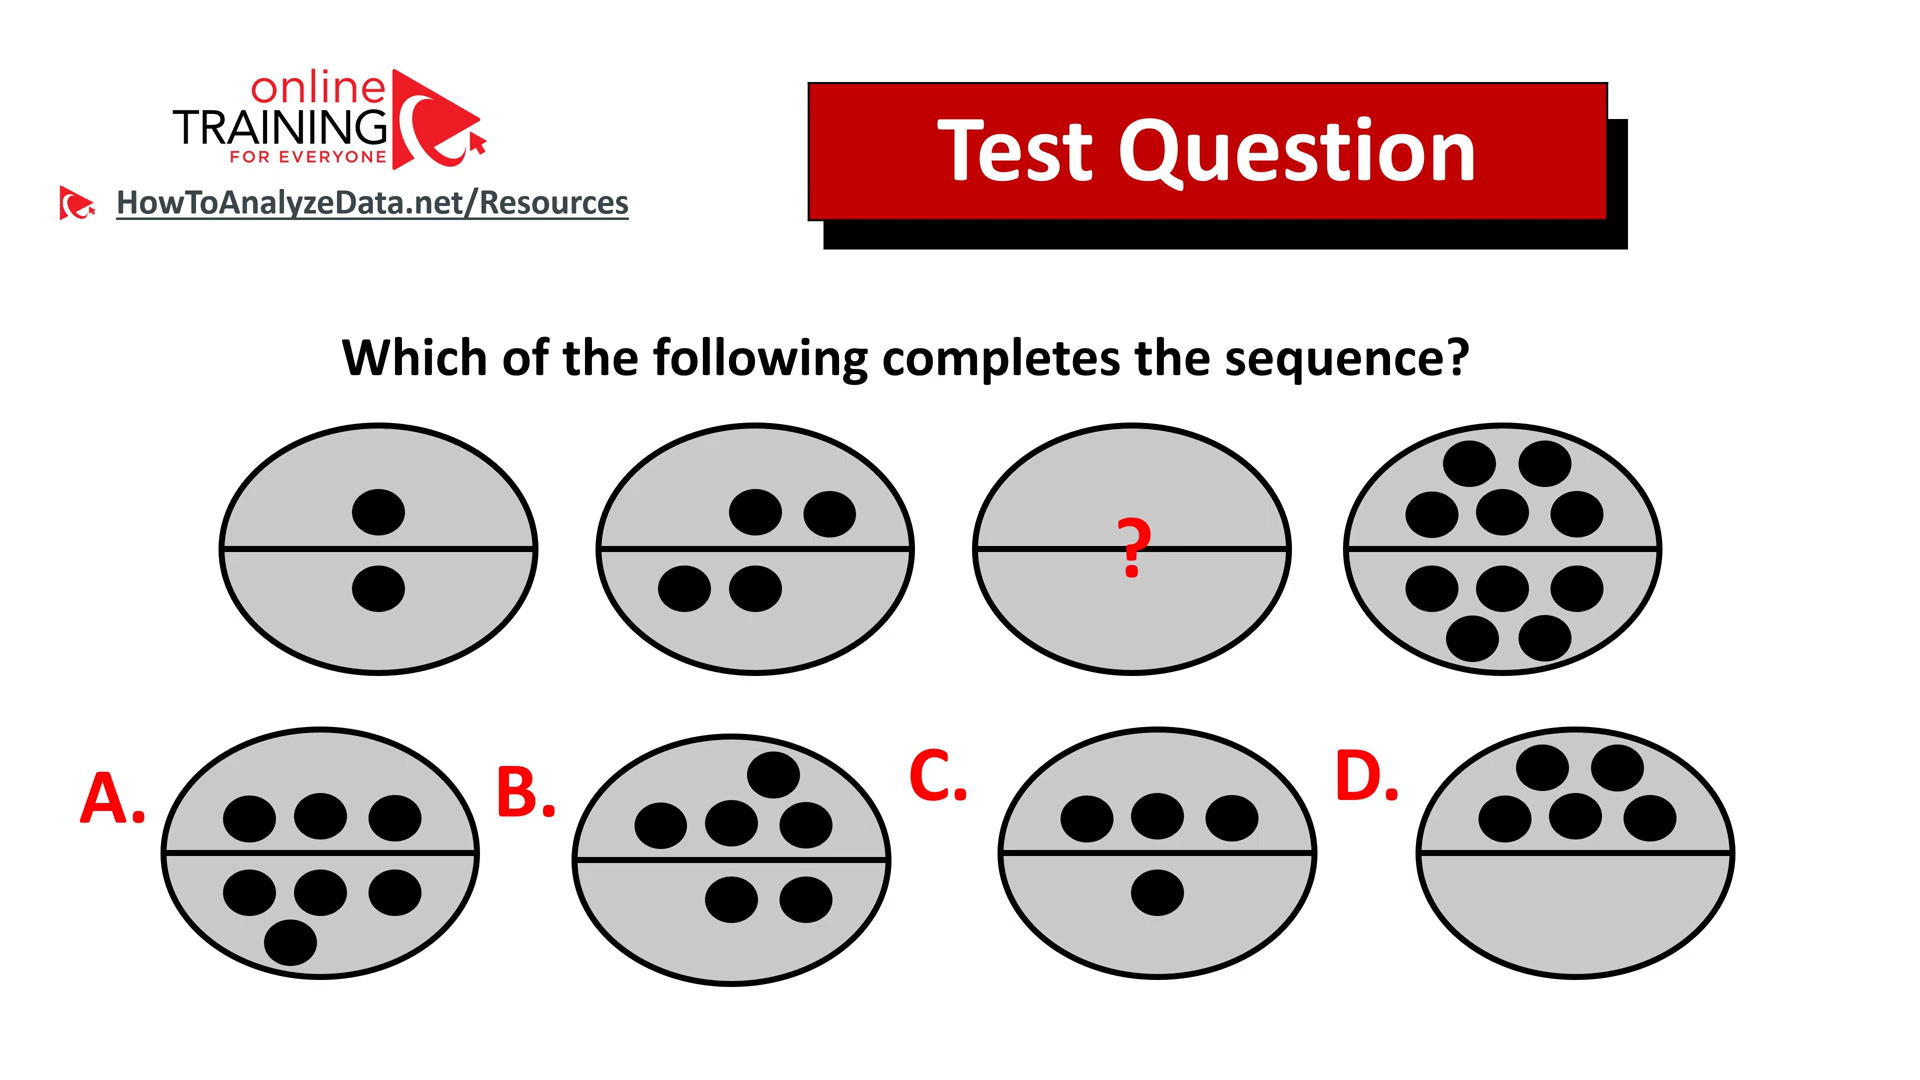 online
TRAINING
FOR EVERYONE
HowToAnalyzeData.net/Resources
Test Question
Which of the following completes the sequence?
?
A.
B.
C.
D.